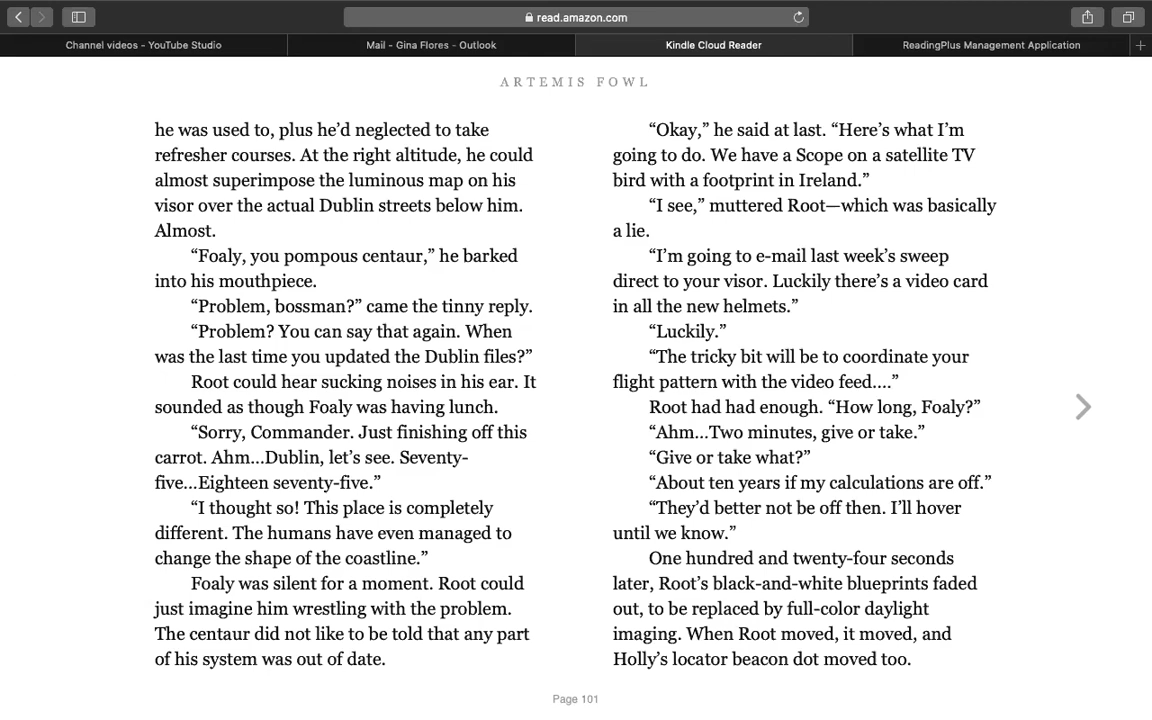 read.amazon.com
Channel videos - YouTube Studio
Mail - Gina Flores - Outlook
Kindle Cloud Reader
ReadingPlus Management Application
ARTEMIS FOWL
he was used to, plus he’d neglected to take
refresher courses. At the right altitude, he could
almost superimpose the luminous map on his
visor over the actual Dublin streets below him.
Almost.
“Foaly, you pompous centaur,” he barked
into his mouthpiece.
“Problem, bossman?” came the tinny reply.
“Problem? You can say that again. When
was the last time you updated the Dublin files?”
Root could hear sucking noises in his ear. It
sounded as though Foaly was having lunch.
“Sorry, Commander. Just finishing off this
carrot. Ahm...Dublin, let’s see. Seventy-
five...Eighteen seventy-five.”
“I thought so! This place is completely
different. The humans have even managed to
change the shape of the coastline.”
Foaly was silent for a moment. Root could
just imagine him wrestling with the problem.
The centaur did not like to be told that any part
of his system was out of date.
“Okay,” he said at last. “Here’s what I’m
going to do. We have a Scope on a satellite TV
bird with a footprint in Ireland.”
“I see,” muttered Root—which was basically
a lie.
“I’m going to e-mail last week’s sweep
direct to your visor. Luckily there’s a video card
in all the new helmets.”
“Luckily.”
“The tricky bit will be to coordinate your
flight pattern with the video feed....”
Root had had enough. “How long, Foaly?”
“Ahm...Two minutes, give or take.”
“Give or take what?”
“About ten years if my calculations are off.”
“They’d better not be off then. I’ll hover
until we know.”
One hundred and twenty-four seconds
later, Root’s black-and-white blueprints faded
out, to be replaced by full-color daylight
imaging. When Root moved, it moved, and
Holly’s locator beacon dot moved too.
Page 101